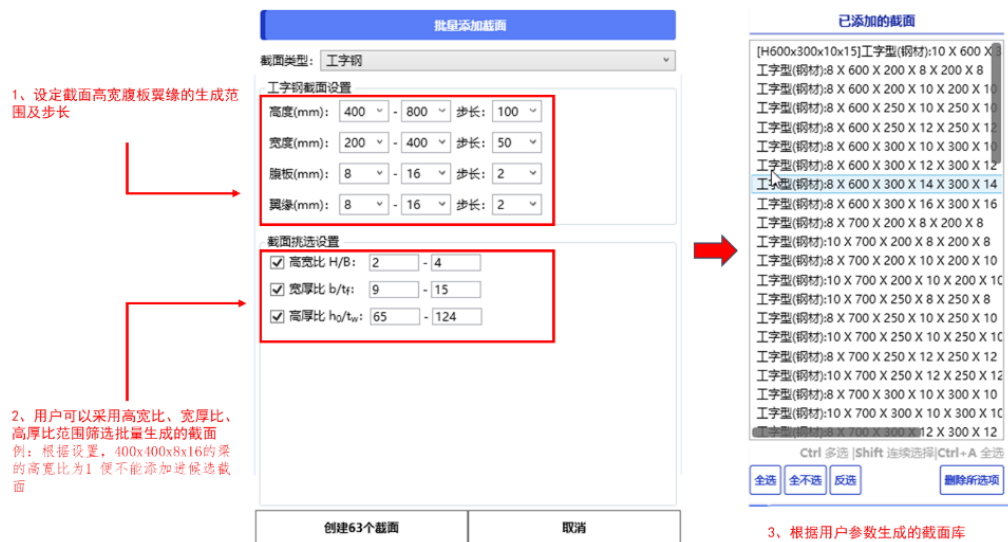 批量添加截面
截面类型: 工字钢
工字钢截面设置
高度(mm): 400 - 800 步长: 100
宽度(mm): 200 - 400 步长: 50
腹板(mm): 8 - 16 步长: 2
翼缘(mm): 8 - 16 步长: 2
截面挑选设置
高宽比 H/B: 2 - 4
宽厚比 b/tf: 9 - 15
高厚比 h₀/tw: 65 - 124
创建63个截面
取消
1、设定截面高宽腹板翼缘的生成范
围及步长
2、用户可以采用高宽比、宽厚比、
高厚比范围筛选批量生成的截面
例: 根据设置, 400x400x8x16的梁
的高宽比为1 便不能添加进候选截
面
已添加的截面
[H600x300x10x15]工字型(钢材):10 X 600 X 3
工字型(钢材):8 X 600 X 200 X 8 X 200 X 8
工字型(钢材):8 X 600 X 200 X 10 X 200 X 10
工字型(钢材):8 X 600 X 250 X 10 X 250 X 10
工字型(钢材):8 X 600 X 250 X 12 X 250 X 12
工字型(钢材):8 X 600 X 300 X 10 X 300 X 10
工字型(钢材):8 X 600 X 300 X 12 X 300 X 12
工字型(钢材):8 X 600 X 300 X 14 X 300 X 14
工字型(钢材):8 X 600 X 300 X 16 X 300 X 16
工字型(钢材):8 X 700 X 200 X 8 X 200 X 8
工字型(钢材):10 X 700 X 200 X 8 X 200 X 8
工字型(钢材):8 X 700 X 200 X 10 X 200 X 10
工字型(钢材):10 X 700 X 200 X 10 X 200 X 10
工字型(钢材):10 X 700 X 250 X 8 X 250 X 8
工字型(钢材):8 X 700 X 250 X 10 X 250 X 10
工字型(钢材):10 X 700 X 250 X 10 X 250 X 10
工字型(钢材):8 X 700 X 250 X 12 X 250 X 12
工字型(钢材):10 X 700 X 250 X 12 X 250 X 12
工字型(钢材):8 X 700 X 300 X 10 X 300 X 10
工字型(钢材):10 X 700 X 300 X 10 X 300 X 10
工字型(钢材):8 X 700 X 300 X 12 X 300 X 12
Ctrl 多选 |Shift 连续选择|Ctrl+A 全选
全选 全不选 反选 删除所选项
3、根据用户参数生成的截面库